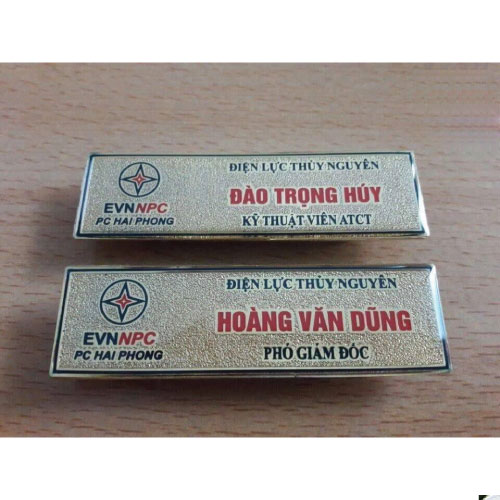 ĐIỆN LỰC THỦY NGUYÊN
ĐÀO TRỌNG HÚY
KỸ THUẬT VIÊN ATCT
EVNNPC
PC HAI PHONG
ĐIỆN LỰC THỦY NGUYÊN
HOÀNG VĂN DŨNG
PHÓ GIÁM ĐỐC
EVNNPC
PC HAI PHONG